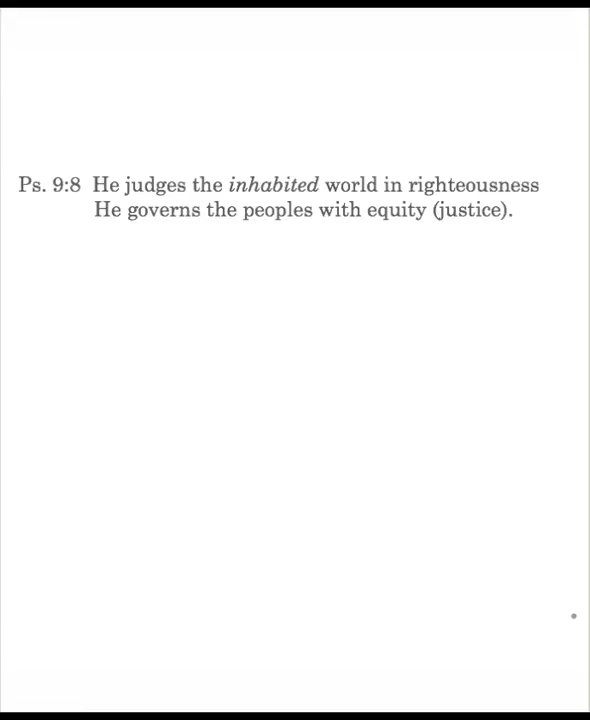 Ps. 9:8 He judges the inhabited world in righteousness
He governs the peoples with equity (justice).